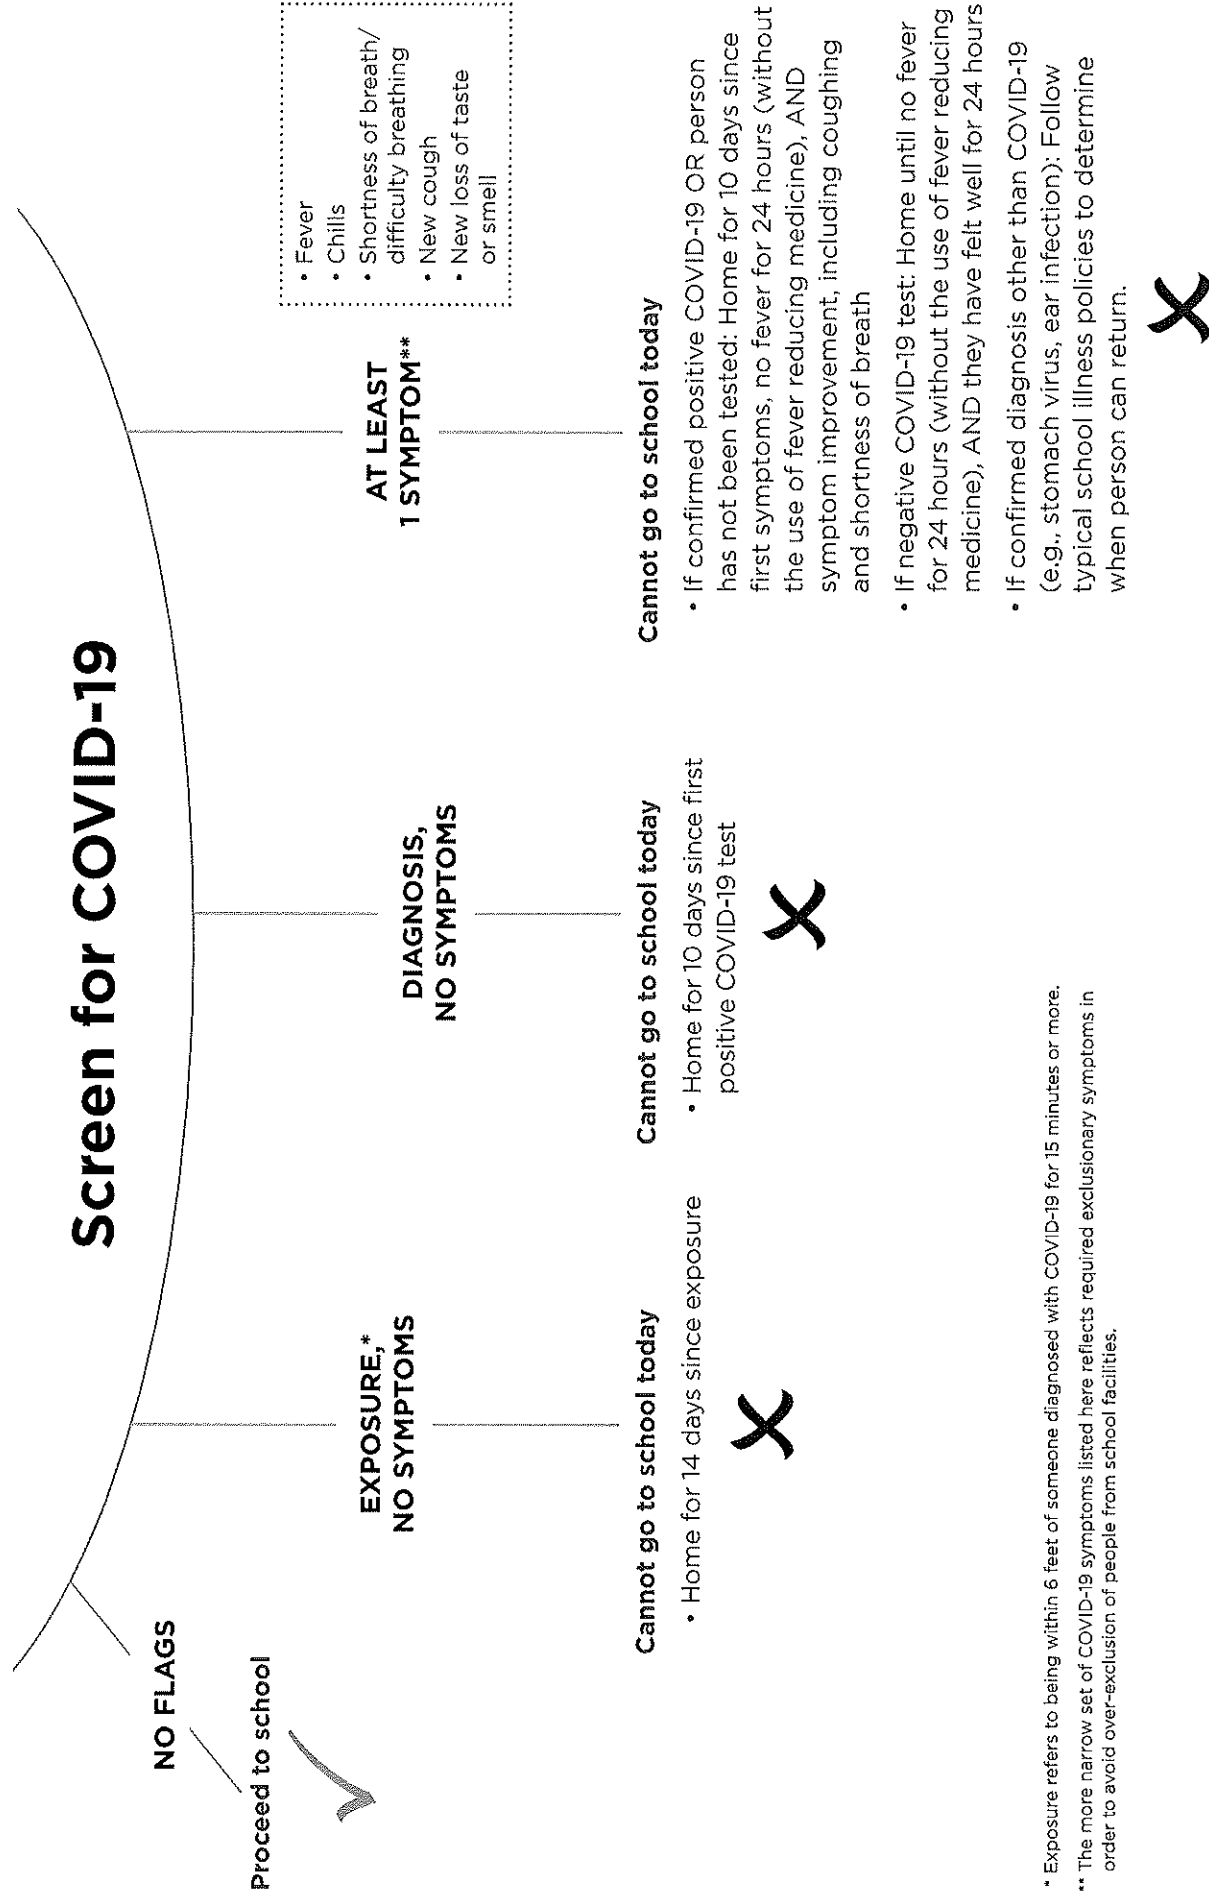 Screen for COVID-19
NO FLAGS
Proceed to school
EXPOSURE,*
NO SYMPTOMS
Cannot go to school today
• Home for 14 days since exposure
DIAGNOSIS,
NO SYMPTOMS
Cannot go to school today
• Home for 10 days since first
positive COVID-19 test
AT LEAST
1 SYMPTOM**
• Fever
• Chills
• Shortness of breath/
difficulty breathing
• New cough
• New loss of taste
or smell
Cannot go to school today
• If confirmed positive COVID-19 OR person
has not been tested: Home for 10 days since
first symptoms, no fever for 24 hours (without
the use of fever reducing medicine), AND
symptom improvement, including coughing
and shortness of breath
• If negative COVID-19 test: Home until no fever
for 24 hours (without the use of fever reducing
medicine), AND they have felt well for 24 hours
• If confirmed diagnosis other than COVID-19
(e.g., stomach virus, ear infection): Follow
typical school illness policies to determine
when person can return.
* Exposure refers to being within 6 feet of someone diagnosed with COVID-19 for 15 minutes or more.
** The more narrow set of COVID-19 symptoms listed here reflects required exclusionary symptoms in
order to avoid over-exclusion of people from school facilities.